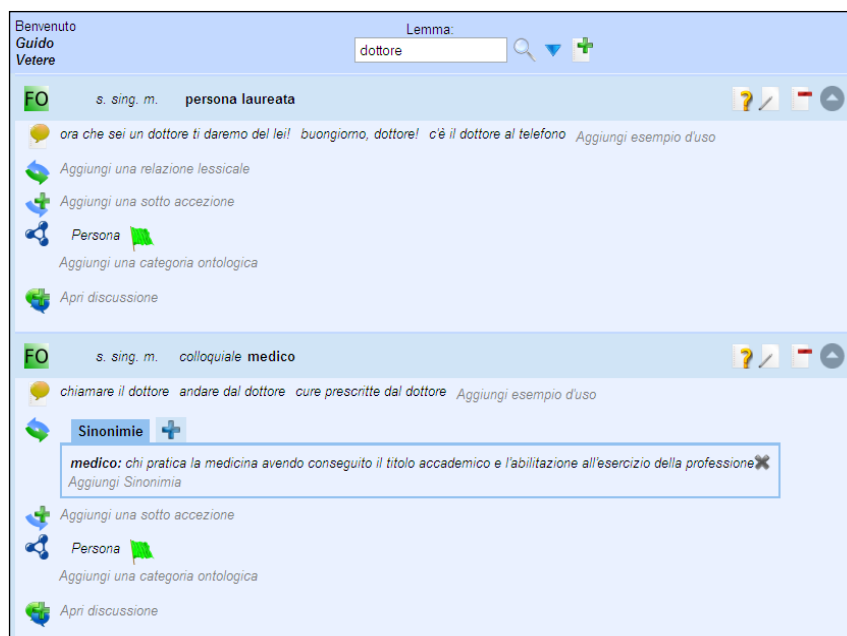 Benvenuto
Guido
Vetere
Lemma:
dottore
FO s. sing. m. persona laureata
ora che sei un dottore ti daremo del lei! buongiorno, dottore! c'è il dottore al telefono Aggiungi esempio d'uso
Aggiungi una relazione lessicale
Aggiungi una sotto accezione
Persona
Aggiungi una categoria ontologica
Apri discussione
FO s. sing. m. colloquiale medico
chiamare il dottore andare dal dottore cure prescritte dal dottore Aggiungi esempio d'uso
Sinonimie
medico: chi pratica la medicina avendo conseguito il titolo accademico e l'abilitazione all'esercizio della professione
Aggiungi Sinonimia
Aggiungi una sotto accezione
Persona
Aggiungi una categoria ontologica
Apri discussione